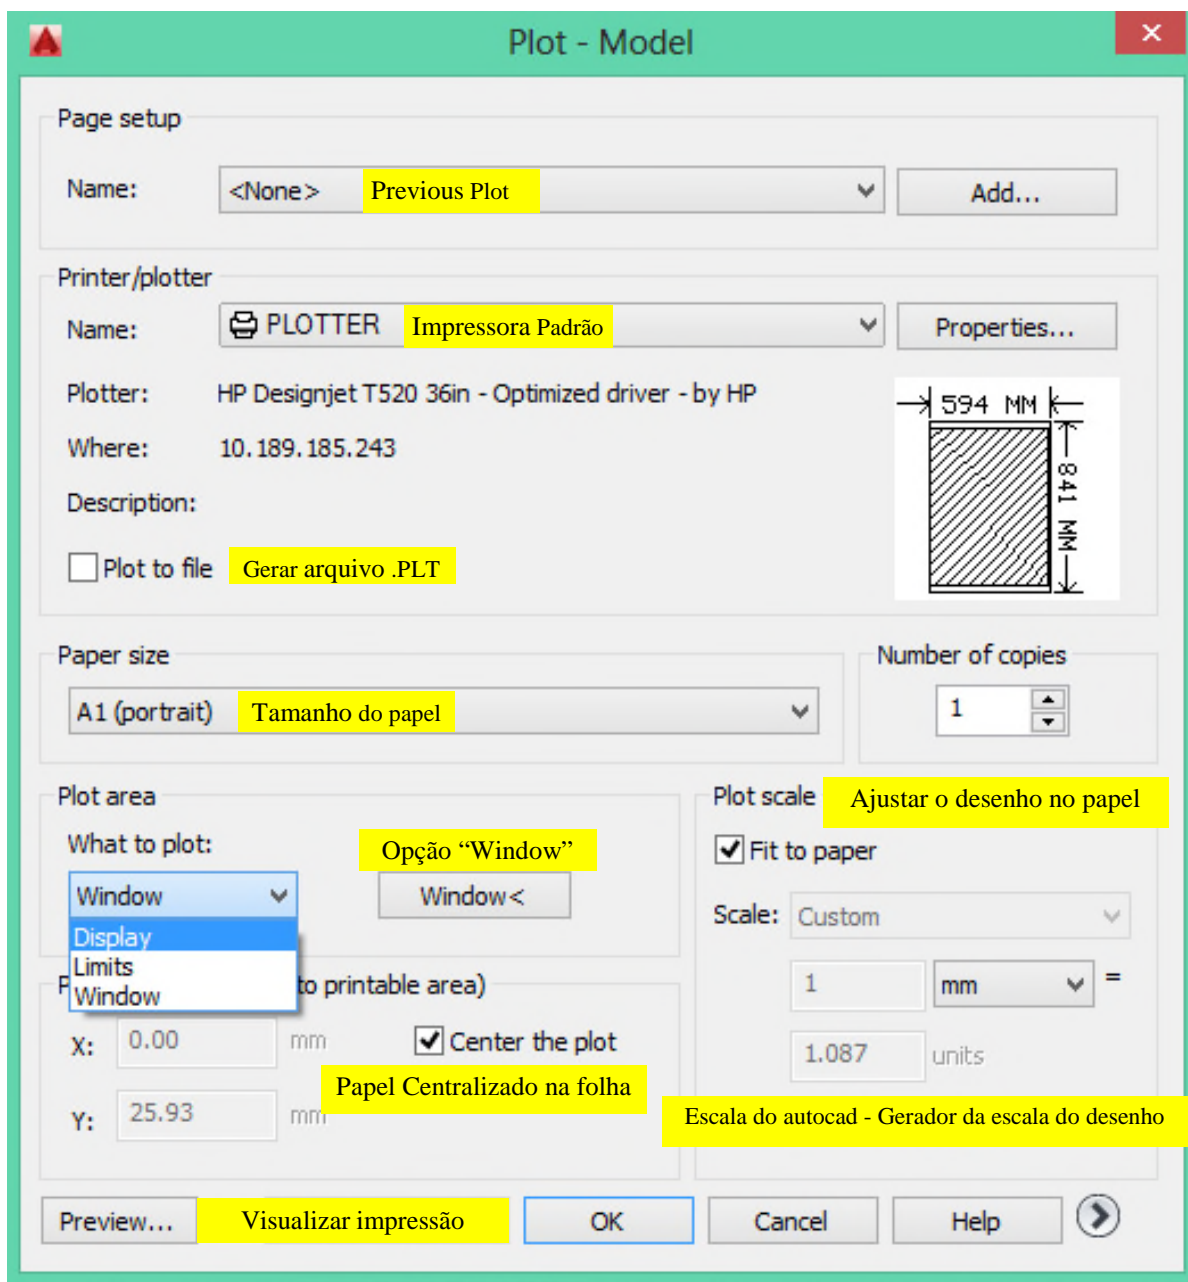 Plot - Model
Page setup
Name: <None> Previous Plot Add...
Printer/plotter
Name: PLOTTER Impressora Padrão Properties...
Plotter: HP Designjet T520 36in - Optimized driver - by HP
Where: 10.189.185.243
Description:
594 MM
841 MM
Plot to file Gerar arquivo .PLT
Paper size
A1 (portrait) Tamanho do papel
Number of copies
1
Plot area
What to plot: Opção “Window”
Window Window<
Display
Limits
Window
to printable area)
X: 0.00 mm Center the plot
Papel Centralizado na folha
Y: 25.93 mm
Plot scale Ajustar o desenho no papel
Fit to paper
Scale: Custom
1 mm =
1.087 units
Escala do autocad - Gerador da escala do desenho
Preview... Visualizar impressão OK Cancel Help